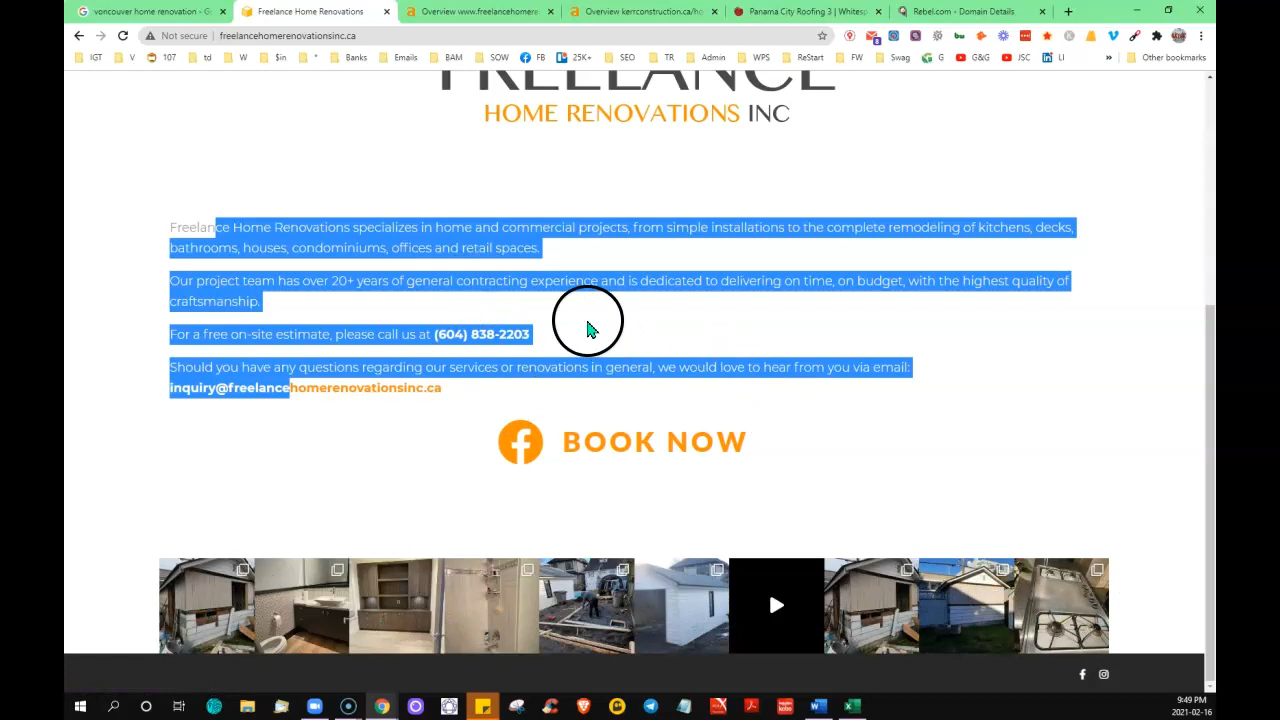 voncouver home renovation - Go
Freelance Home Renovations
Overview www.freelancehomere
Overview kerrconstruction.ca/ho
Panama City Roofing 3 | Whitesp
Rebel.com - Domain Details
Not secure | freelancehomerenovationsinc.ca
IGT V 107 td W $in * Banks Emails SOW BAM FB 25K+ SEO TR Admin WPS ReStart FW Swag G G&G JSC LI » Other bookmarks
FREELANCE
HOME RENOVATIONS INC
Freelance Home Renovations specializes in home and commercial projects, from simple installations to the complete remodeling of kitchens, decks,
bathrooms, houses, condominiums, offices and retail spaces.
Our project team has over 20+ years of general contracting experience and is dedicated to delivering on time, on budget, with the highest quality of
craftsmanship.
For a free on-site estimate, please call us at (604) 838-2203
Should you have any questions regarding our services or renovations in general, we would love to hear from you via email:
inquiry@freelancehomerenovationsinc.ca
BOOK NOW
9:49 PM
2021-02-16